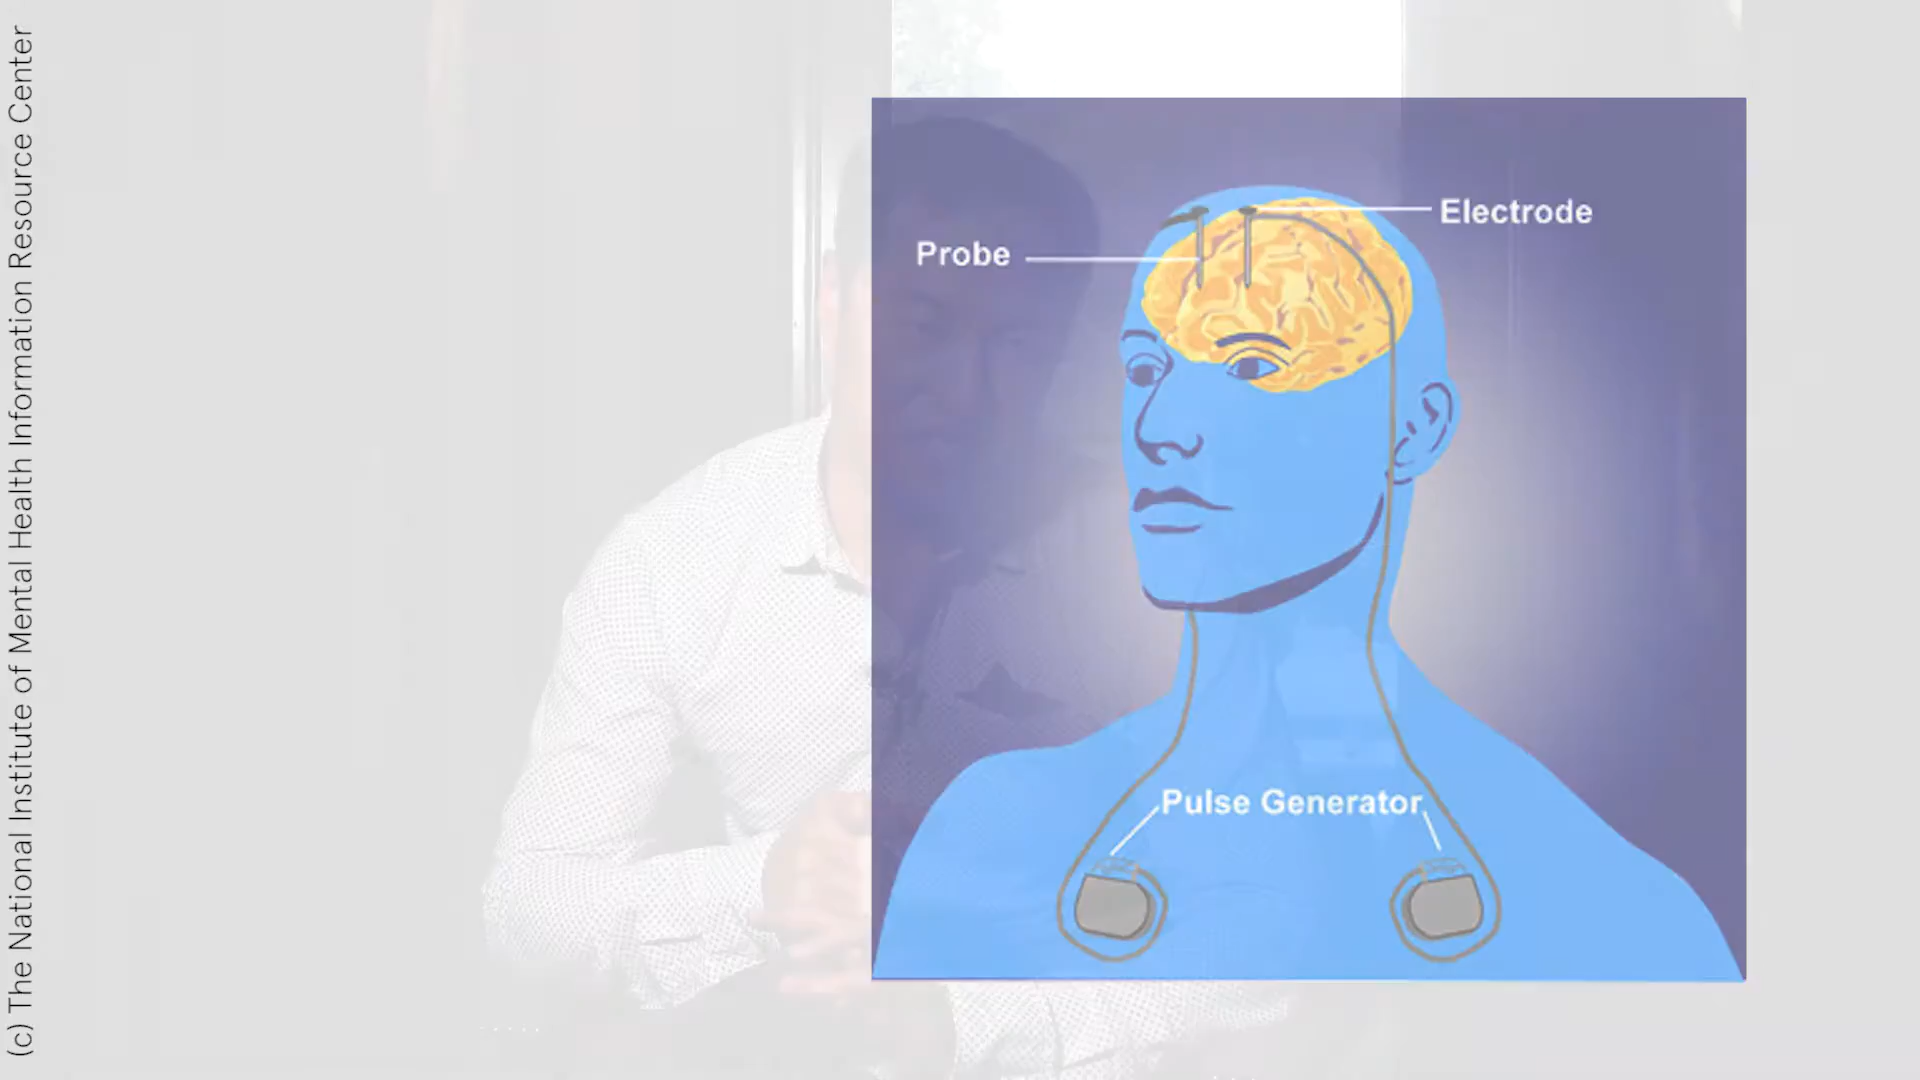 (c) The National Institute of Mental Health Information Resource Center
Electrode
Probe
Pulse Generator